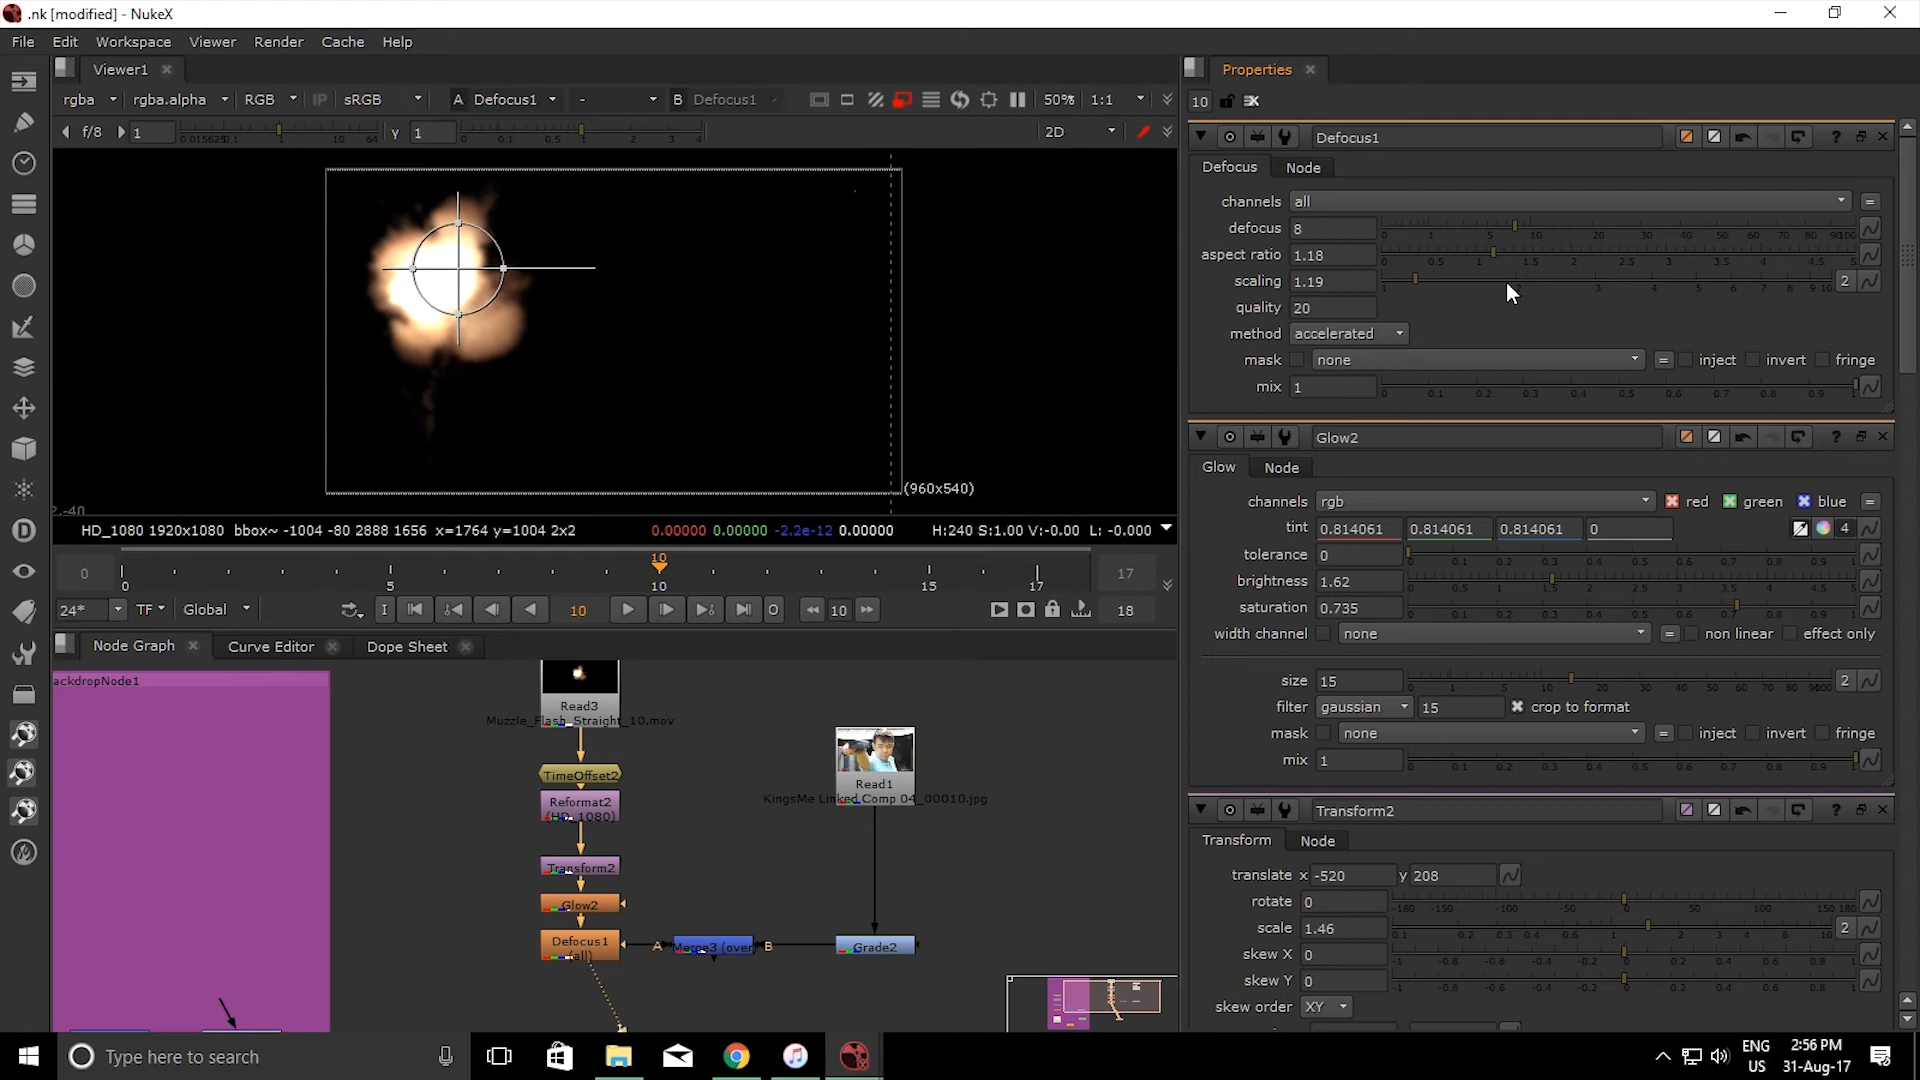 .nk [modified] - NukeX
File Edit Workspace Viewer Render Cache Help
Viewer1
rgba rgba.alpha RGB IP sRGB A Defocus1 - B Defocus1 50% 1:1
f/8 1 γ 1 2D
(960x540)
HD_1080 1920x1080 bbox~ -1004 -80 2888 1656 x=1764 y=1004 2x2 0.00000 0.00000 -2.2e-12 0.00000 H:240 S:1.00 V:-0.00 L: -0.000
10
0 0 5 10 15 17 17
24* TF Global I 10 O 10 18
Node Graph Curve Editor Dope Sheet
ackdropNode1
Read3
Muzzle_Flash_Straight_10.mov
TimeOffset2
Reformat2
(HD_1080)
Transform2
Glow2
Defocus1
(all)
A Merge3 (over) B
Read1
KingsMe Linked Comp 04_00010.jpg
Grade2
Properties
10
Defocus1
Defocus Node
channels all =
defocus 8
aspect ratio 1.18
scaling 1.19 2
quality 20
method accelerated
mask none = inject invert fringe
mix 1
Glow2
Glow Node
channels rgb red green blue =
tint 0.814061 0.814061 0.814061 0 4
tolerance 0
brightness 1.62
saturation 0.735
width channel none = non linear effect only
size 15 2
filter gaussian 15 crop to format
mask none = inject invert fringe
mix 1
Transform2
Transform Node
translate x -520 y 208
rotate 0
scale 1.46 2
skew X 0
skew Y 0
skew order XY
Type here to search
ENG 2:56 PM
US 31-Aug-17